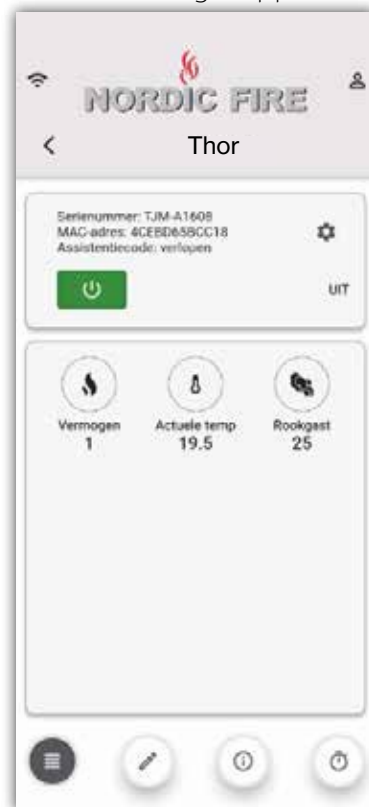 NORDIC FIRE
Thor
Serienummer: TJM-A1608
MAC-adres: 4CEBD65BCC18
Assistentiecode: verlopen
UIT
Vermogen
1
Actuele temp
19.5
Rookgast
25